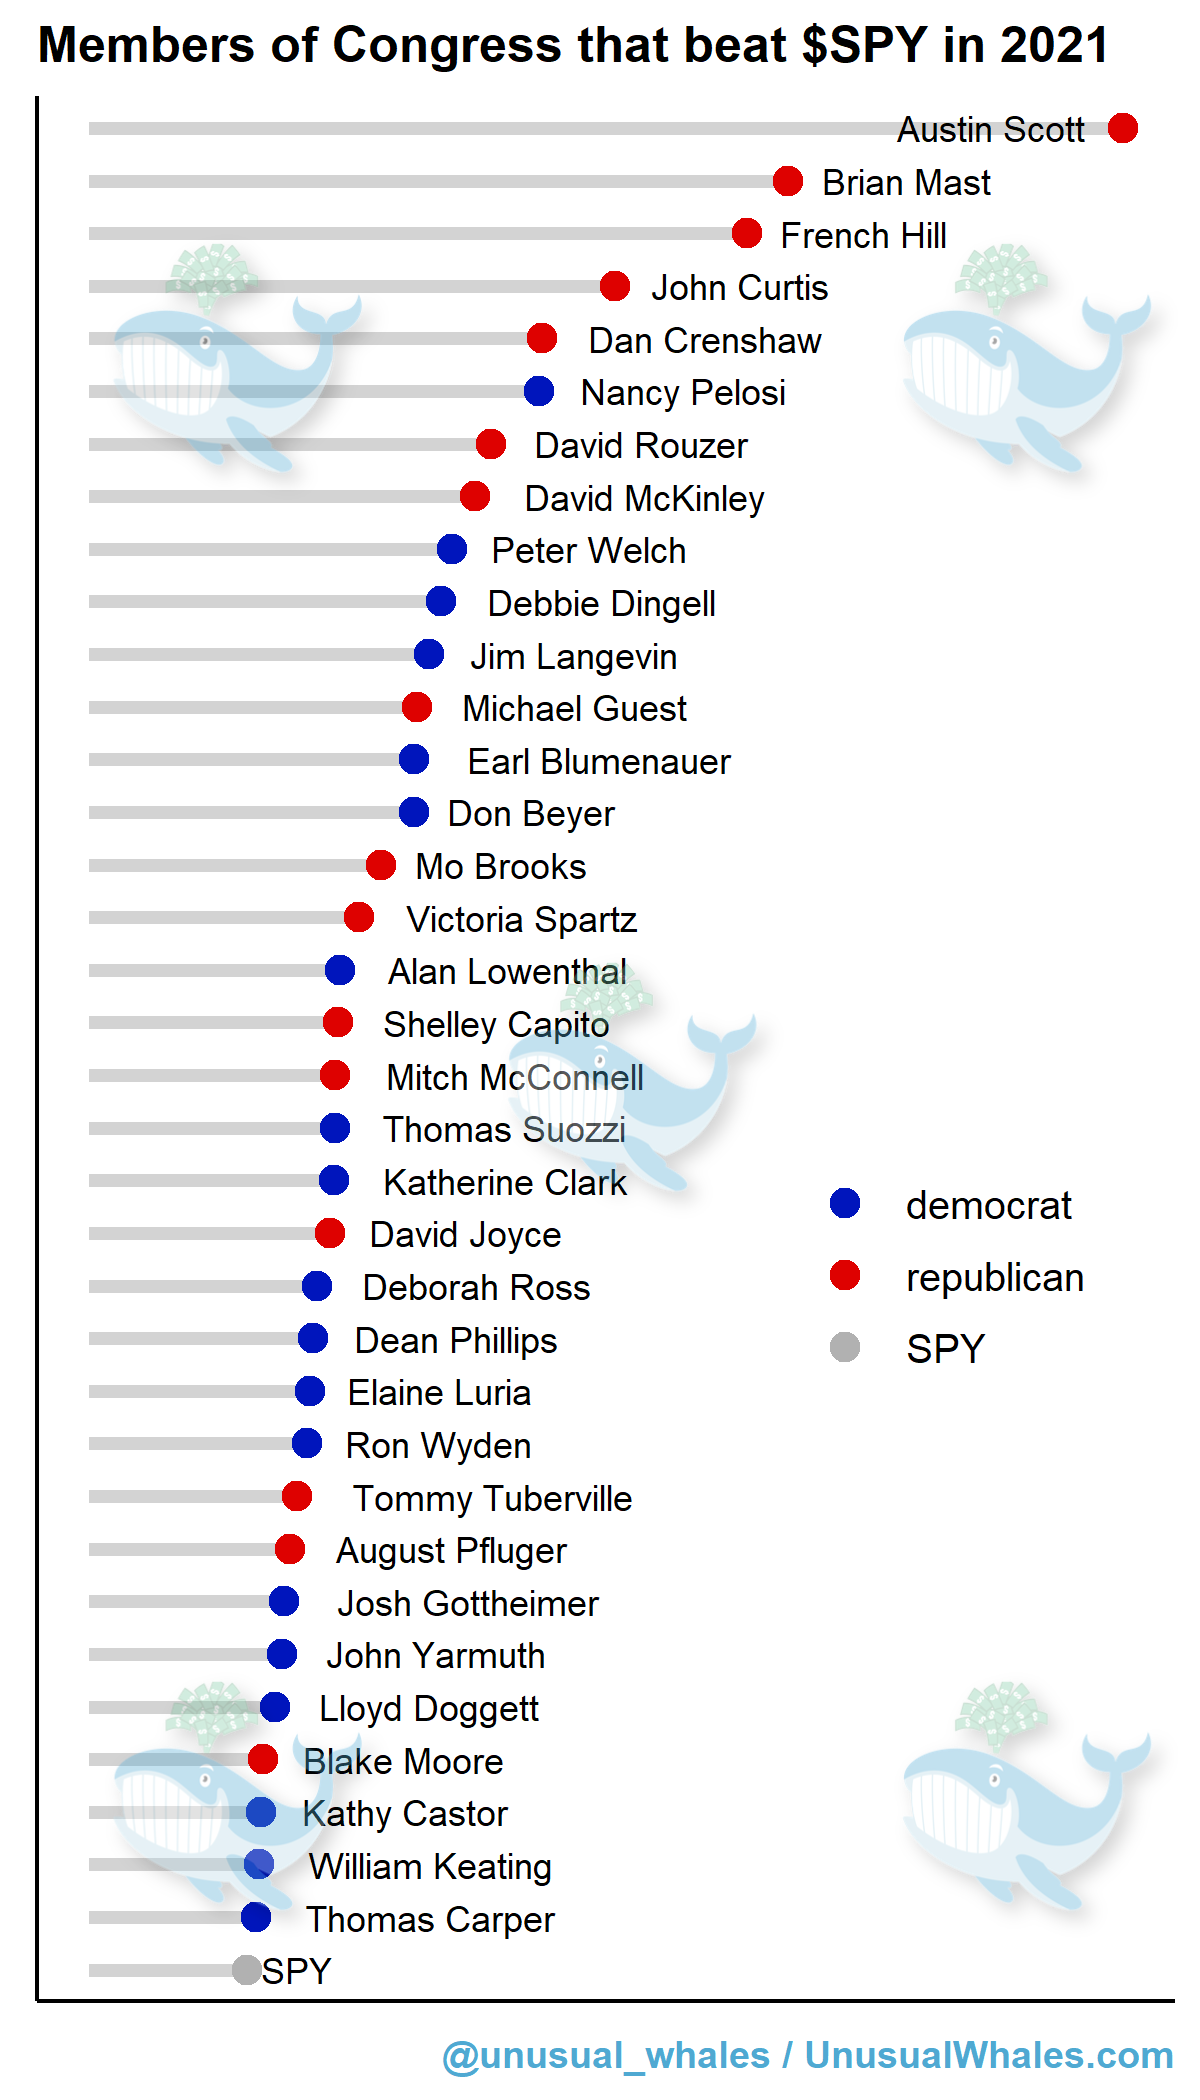 Members of Congress that beat $SPY in 2021
Austin Scott
Brian Mast
French Hill
John Curtis
Dan Crenshaw
Nancy Pelosi
David Rouzer
David McKinley
Peter Welch
Debbie Dingell
Jim Langevin
Michael Guest
Earl Blumenauer
Don Beyer
Mo Brooks
Victoria Spartz
Alan Lowenthal
Shelley Capito
Mitch McConnell
Thomas Suozzi
Katherine Clark
David Joyce
Deborah Ross
Dean Phillips
Elaine Luria
Ron Wyden
Tommy Tuberville
August Pfluger
Josh Gottheimer
John Yarmuth
Lloyd Doggett
Blake Moore
Kathy Castor
William Keating
Thomas Carper
SPY
democrat
republican
SPY
@unusual_whales / UnusualWhales.com